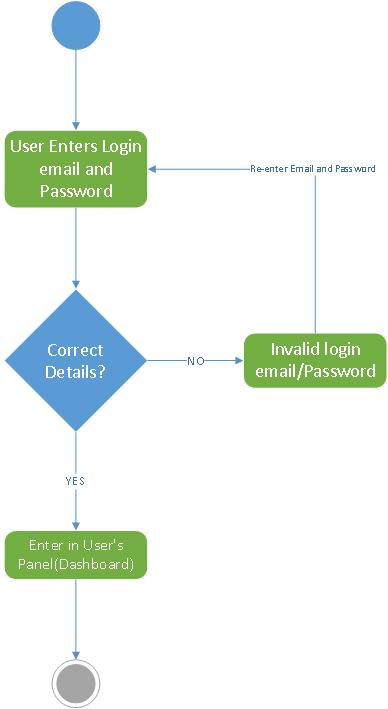 User Enters Login
email and
Password
Re-enter Email and Password
Correct
Details?
NO
Invalid login
email/Password
YES
Enter in User's
Panel(Dashboard)